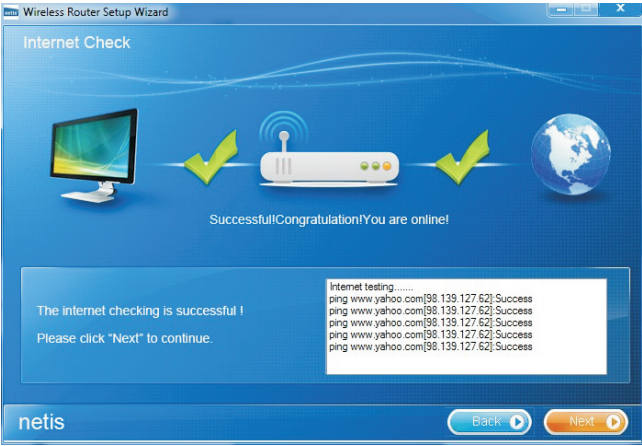 netis Wireless Router Setup Wizard
Internet Check
Successful!Congratulation!You are online!
The internet checking is successful !
Please click "Next" to continue.
Internet testing.......
ping www.yahoo.com[98.139.127.62]:Success
ping www.yahoo.com[98.139.127.62]:Success
ping www.yahoo.com[98.139.127.62]:Success
ping www.yahoo.com[98.139.127.62]:Success
ping www.yahoo.com[98.139.127.62]:Success
netis
Back
Next